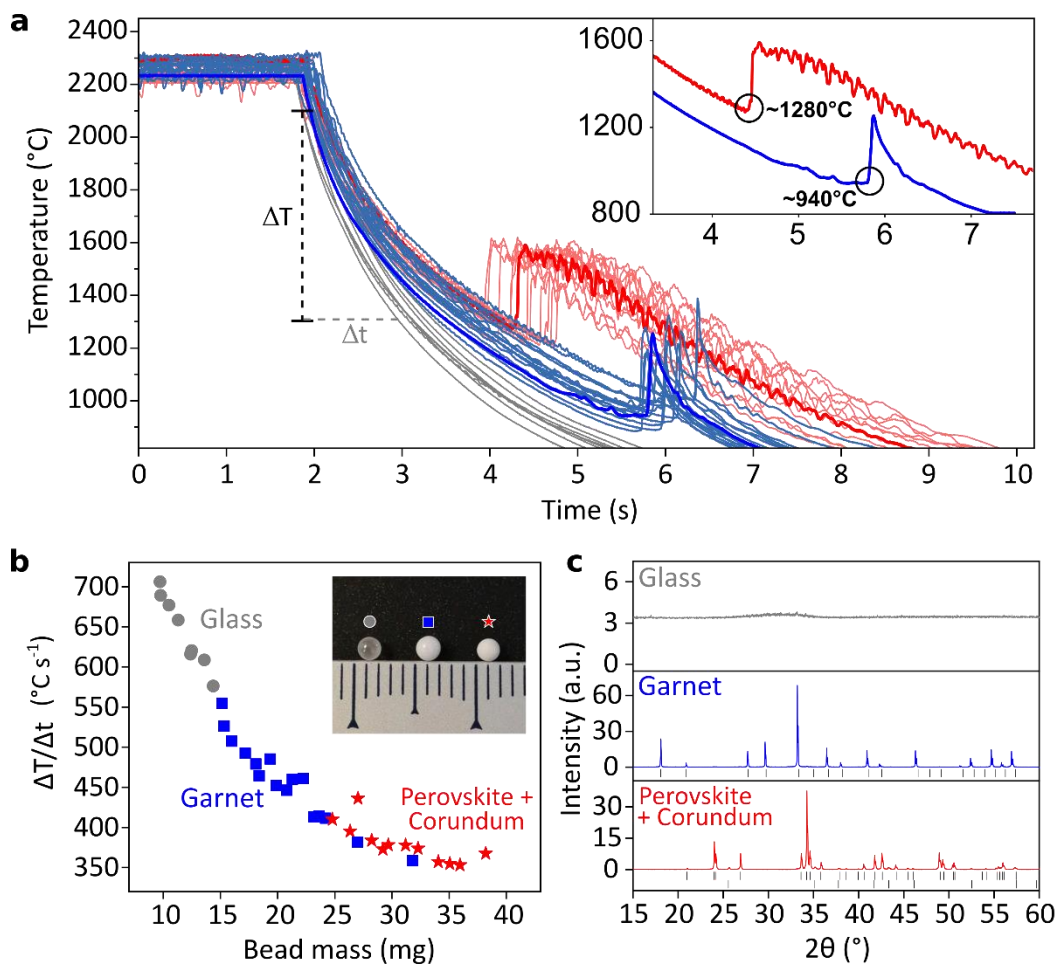 a
2400
2200
2000
1800
1600
1400
1200
1000
Temperature (°C)
ΔT
Δt
0
1
2
3
4
5
6
7
8
9
10
Time (s)
1600
1200
800
4
5
6
7
~1280°C
~940°C
b
700
650
600
550
500
450
400
350
ΔT/Δt (°C s⁻¹)
Glass
Garnet
Perovskite +
Corundum
10
20
30
40
Bead mass (mg)
c
Glass
6
3
0
Garnet
60
30
0
Perovskite
+ Corundum
30
15
0
Intensity (a.u.)
15 20 25 30 35 40 45 50 55 60
2θ (°)